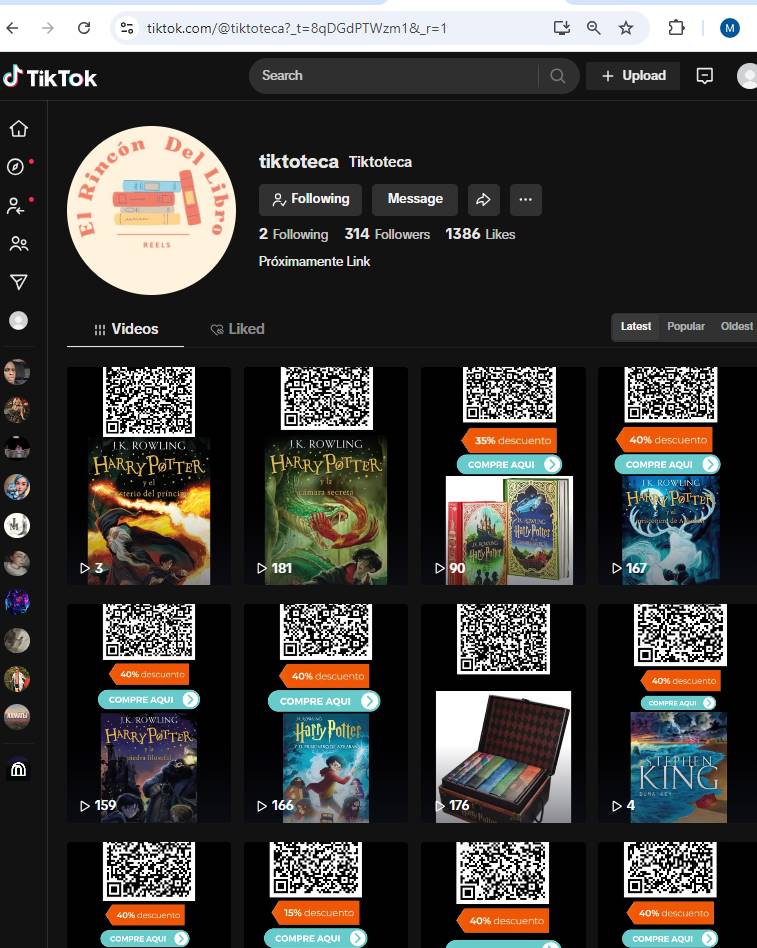 tiktok.com/@tiktoteca?_t=8qDGdPTWzm1&_r=1
M
TikTok
Search
+ Upload
El Rincón Del Libro
REELS
tiktoteca Tiktoteca
Following
Message
2 Following 314 Followers 1386 Likes
Próximamente Link
Videos
Liked
Latest
Popular
Oldest
J.K. ROWLING
HARRY POTTER
y el
misterio del príncipe
3
J.K. ROWLING
HARRY POTTER
y la
cámara secreta
181
35% descuento
COMPRE AQUI
Harry Potter
Harry Potter
90
40% descuento
COMPRE AQUI
J.K. ROWLING
HARRY POTTER
y el
prisionero de Azkaban
167
40% descuento
COMPRE AQUI
J.K. ROWLING
HARRY POTTER
y la
piedra filosofal
159
40% descuento
COMPRE AQUI
J.K. ROWLING
Harry Potter
Y EL PRISIONERO DE AZKABAN
166
176
40% descuento
COMPRE AQUI
STEPHEN
KING
DUMA KEY
4
40% descuento
COMPRE AQUI
15% descuento
COMPRE AQUI
40% descuento
40% descuento
COMPRE AQUI